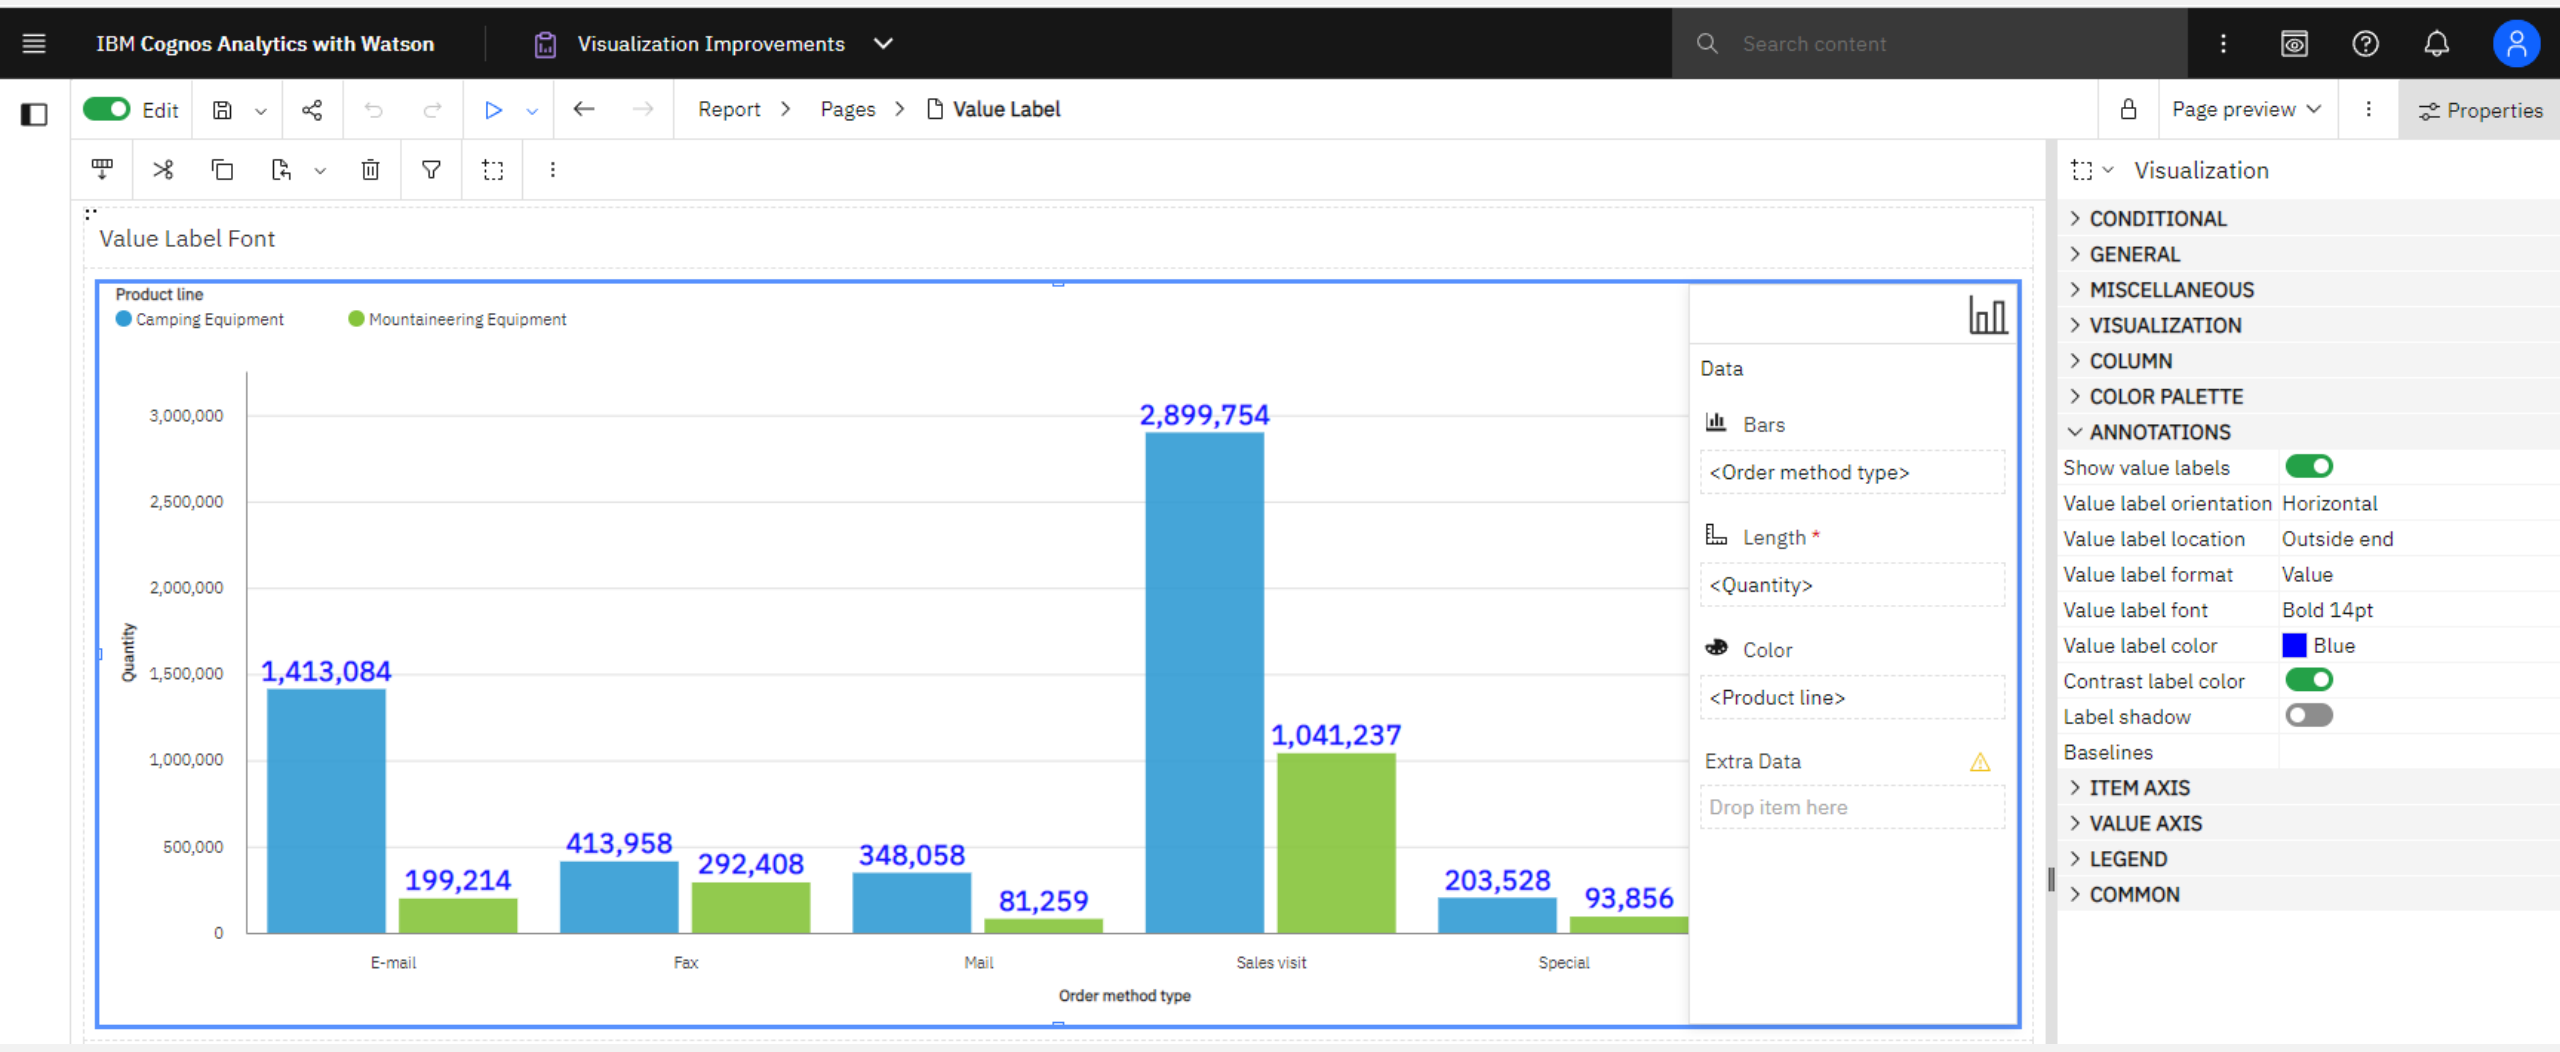 IBM Cognos Analytics with Watson
Visualization Improvements
Search content
Edit
Report > Pages > Value Label
Page preview
Properties
Visualization
Value Label Font
Product line
Camping Equipment
Mountaineering Equipment
3,000,000
2,500,000
2,000,000
1,500,000
1,000,000
500,000
0
Quantity
1,413,084
199,214
413,958
292,408
348,058
81,259
2,899,754
1,041,237
203,528
93,856
E-mail
Fax
Mail
Sales visit
Special
Order method type
Data
Bars
<Order method type>
Length *
<Quantity>
Color
<Product line>
Extra Data
Drop item here
CONDITIONAL
GENERAL
MISCELLANEOUS
VISUALIZATION
COLUMN
COLOR PALETTE
ANNOTATIONS
Show value labels
Value label orientation Horizontal
Value label location Outside end
Value label format Value
Value label font Bold 14pt
Value label color Blue
Contrast label color
Label shadow
Baselines
ITEM AXIS
VALUE AXIS
LEGEND
COMMON